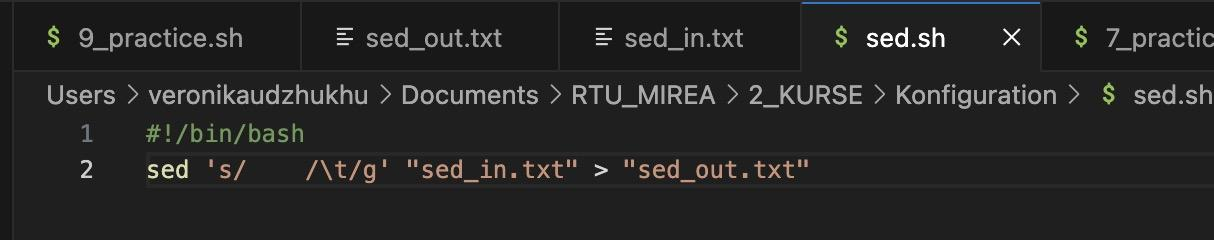 $ 9_practice.sh sed_out.txt sed_in.txt $ sed.sh × $ 7_practic
Users > veronikaudzhukhu > Documents > RTU_MIREA > 2_KURSE > Konfiguration > $ sed.sh
1 #!/bin/bash
2 sed 's/    /\t/g' "sed_in.txt" > "sed_out.txt"